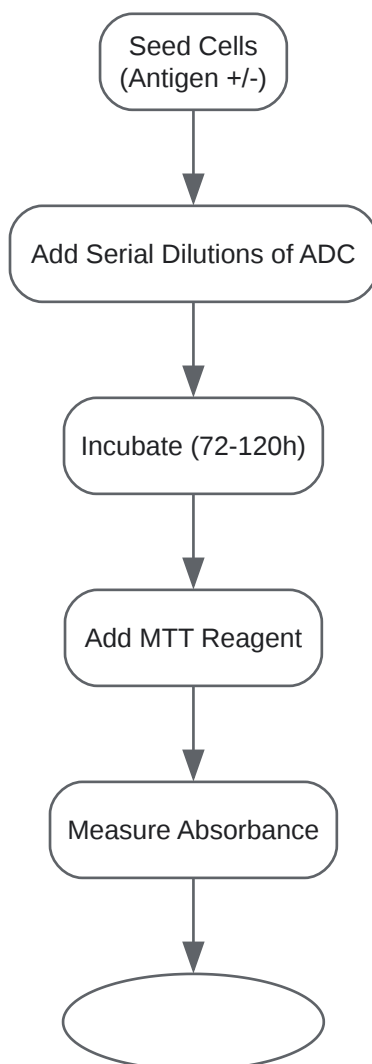 Seed Cells
(Antigen +/-)
Add Serial Dilutions of ADC
Incubate (72-120h)
Add MTT Reagent
Measure Absorbance